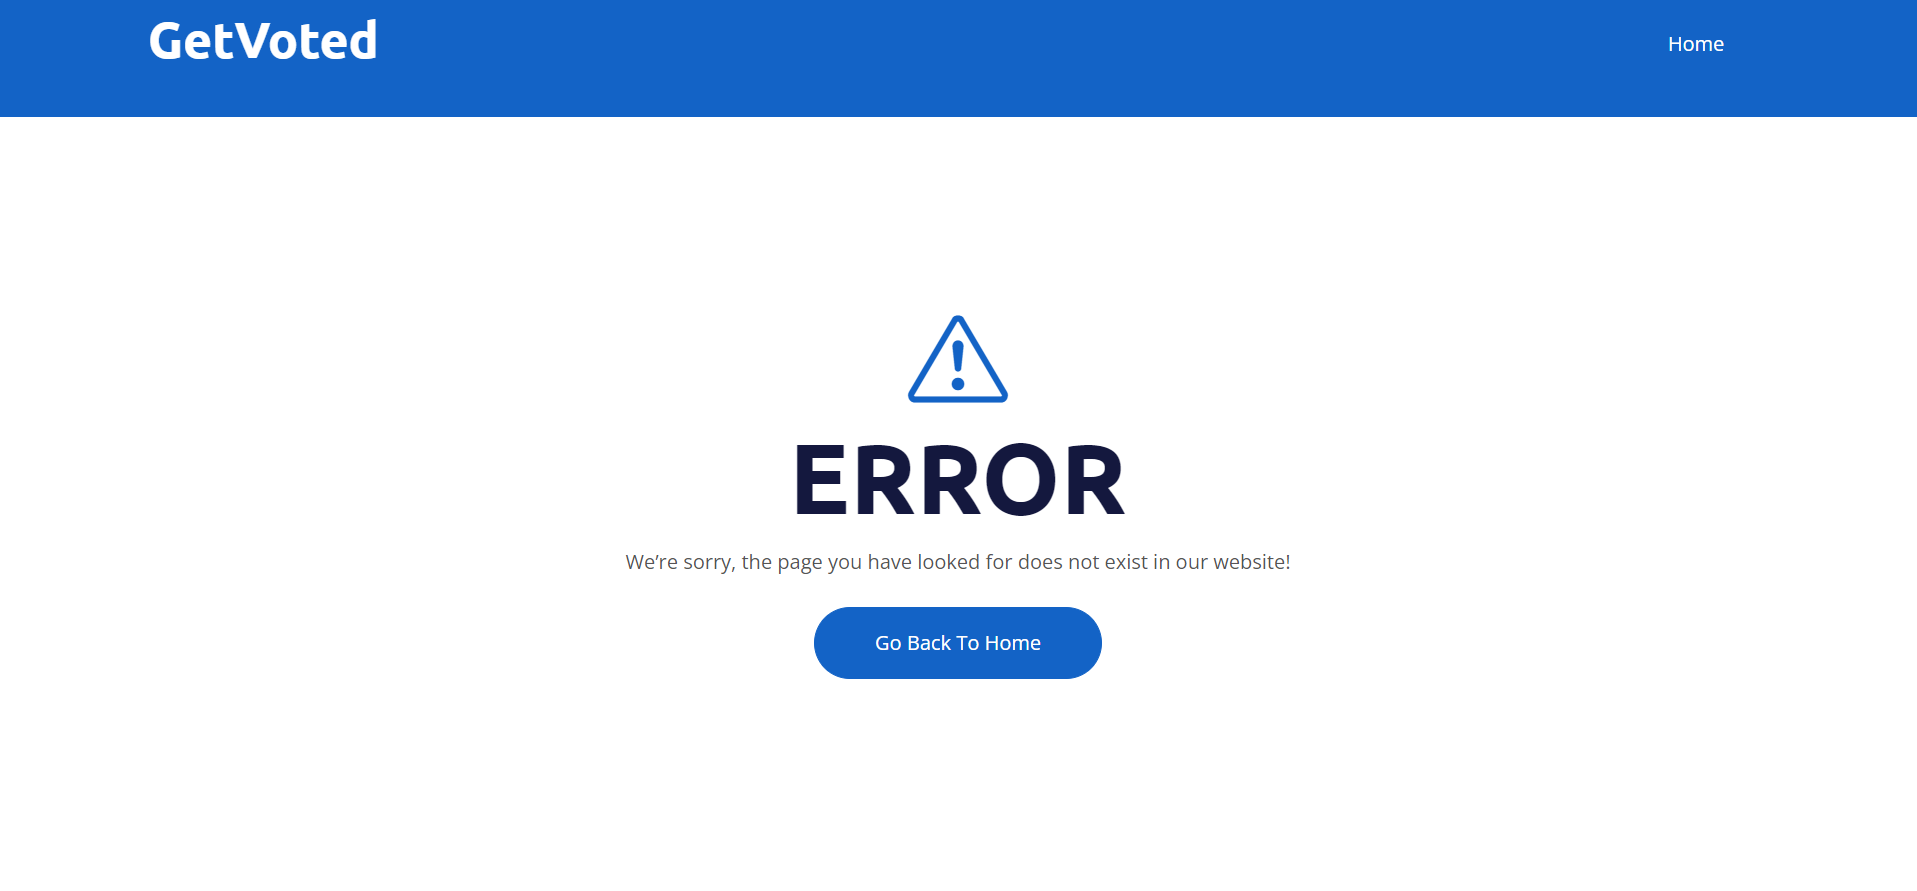 GetVoted
Home
ERROR
We’re sorry, the page you have looked for does not exist in our website!
Go Back To Home